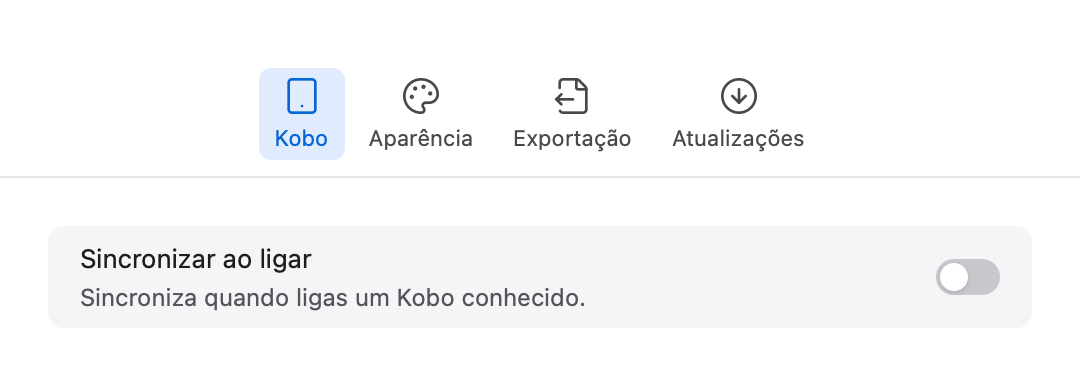 Kobo
Aparência
Exportação
Atualizações
Sincronizar ao ligar
Sincroniza quando ligas um Kobo conhecido.